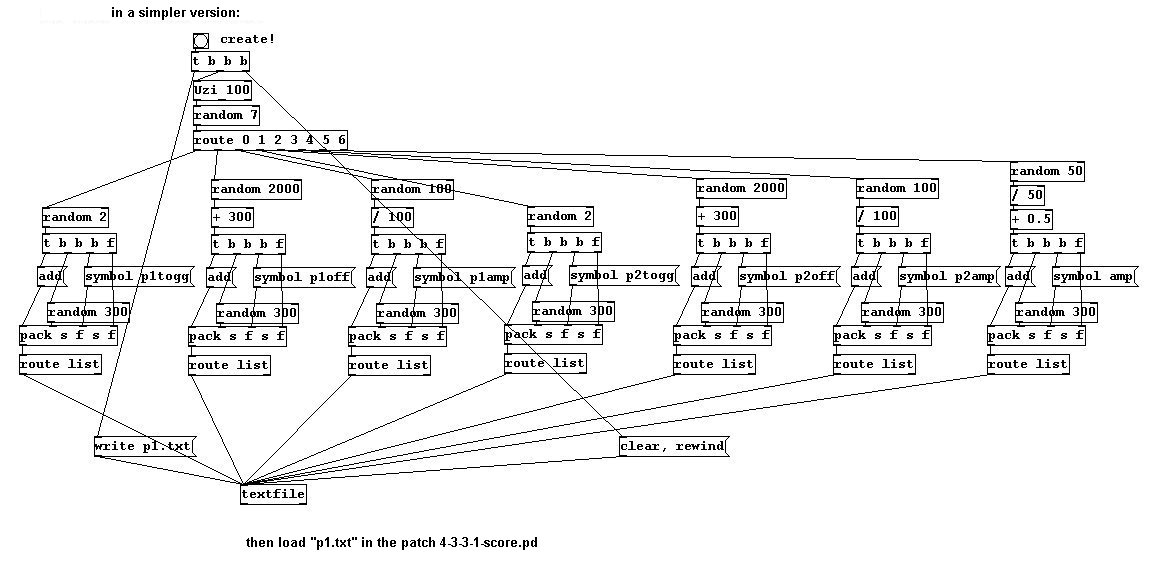 in a simpler version:
create!
t b b b
Uzi 100
random 7
route 0 1 2 3 4 5 6
random 50
random 2000
random 100
random 2000
random 100
/ 50
random 2
+ 300
/ 100
random 2
+ 300
/ 100
+ 0.5
t b b b f
t b b b f
t b b b f
t b b b f
t b b b f
t b b b f
t b b b f
add
symbol p1togg
add
symbol p1off
add
symbol p1amp
add
symbol p2togg
add
symbol p2off
add
symbol p2amp
add
symbol amp
random 300
random 300
random 300
random 300
random 300
random 300
random 300
pack s f s f
pack s f s f
pack s f s f
pack s f s f
pack s f s f
pack s f s f
pack s f s f
route list
route list
route list
route list
route list
route list
route list
write p1.txt
clear, rewind
textfile
then load "p1.txt" in the patch 4-3-3-1-score.pd